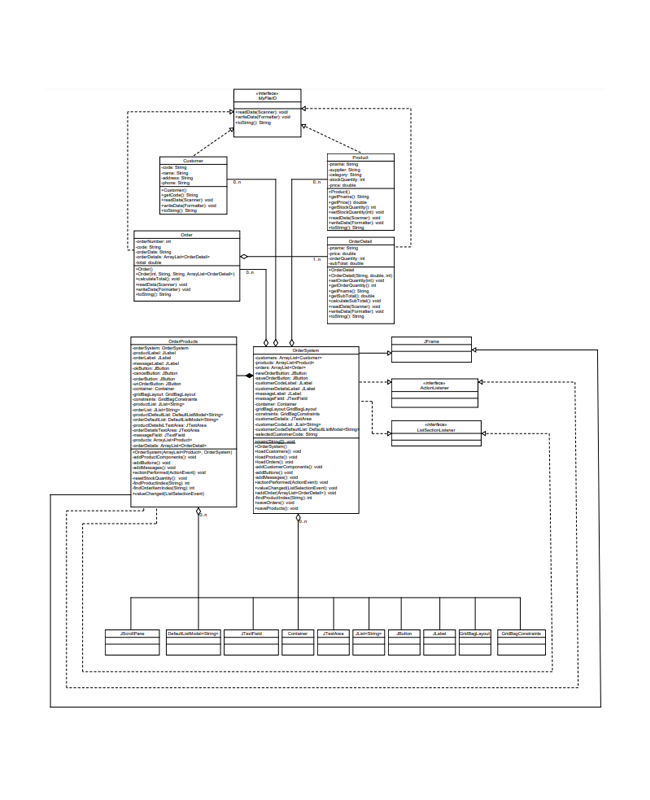 «interface»
MyFileIO
+readData(Scanner): void
+writeData(Formatter): void
+toString(): String
Customer
-code: String
-name: String
-address: String
-phone: String
+Customer()
+getCode(): String
+readData(Scanner): void
+writeData(Formatter): void
+toString(): String
0..n
Product
-pname: String
-supplier: String
-category: String
-stockQuantity: int
-price: double
+Product()
+getPname(): String
+getPrice(): double
+getStockQuantity(): int
+setStockQuantity(int): void
+readData(Scanner): void
+writeData(Formatter): void
+toString(): String
0..n
Order
-orderNumber: int
-code: String
-orderDate: String
-orderDetails: ArrayList<OrderDetail>
-total: double
+Order()
+Order(int, String, String, ArrayList<OrderDetail>)
+calculateTotal(): void
+readData(Scanner): void
+writeData(Formatter): void
+toString(): String
0..n
1..n
OrderDetail
-pname: String
-price: double
-orderQuantity: int
-subTotal: double
+OrderDetail
+OrderDetail(String, double, int)
+setOrderQuantity(int): void
+getOrderQuantity(): int
+getPname(): String
+getSubTotal(): double
+calculateSubTotal(): void
+readData(Scanner): void
+writeData(Formatter): void
+toString(): String
OrderProducts
-orderSystem: OrderSystem
-productLabel: JLabel
-orderLabel: JLabel
-messageLabel: JLabel
-okButton: JButton
-cancelButton: JButton
-orderButton: JButton
-unOrderButton: JButton
-container: Container
-gridBagLayout: GridBagLayout
-constraints: GridBagConstraints
-productList: JList<String>
-orderList: JList<String>
-productDefaultList: DefaultListModel<String>
-orderDefaultList: DefaultListModel<String>
-productDetailsTextArea: JTextArea
-orderDetailsTextArea: JTextArea
-messageField: JTextField
-products: ArrayList<Product>
-orderDetails: ArrayList<OrderDetail>
+OrderSystem(ArrayList<Product>, OrderSystem)
-addProductComponents(): void
-addButtons(): void
-addMessages(): void
+actionPerformed(ActionEvent): void
-resetStockQuantity(): void
-findProductIndex(String): int
-findOrderItemIndex(String): int
+valueChanged(ListSelectionEvent)
0..n
OrderSystem
-customers: ArrayList<Customer>
-products: ArrayList<Product>
-orders: ArrayList<Order>
-newOrderButton: JButton
-saveOrderButton: JButton
-customerCodeLabel: JLabel
-customerDetailsLabel: JLabel
-messageLabel: JLabel
-messageField: JTextField
-container: Container
-gridBagLayout:GridBagLayout
-constraints: GridBagConstraints
-customerDetails: JTextArea
-customerCodeList: JList<String>
-customerCodeDefaultList: DefaultListModel<String>
-selectedCustomerCode: String
+OrderSystem()
+loadCustomers(): void
+loadProducts(): void
+loadOrders(): void
-addCustomerComponents(): void
-addButtons(): void
-addMessages(): void
+actionPerformed(ActionEvent): void
+valueChanged(ListSelectionEvent): void
+addOrder(ArrayList<OrderDetail>): void
-findProductIndex(String): int
+saveOrders(): void
+saveProducts(): void
0..n
JFrame
«interface»
ActionListener
«interface»
ListSectionListener
JScrollPane
DefaultListModel<String>
JTextField
Container
JTextArea
JList<String>
JButton
JLabel
GridBagLayout
GridBagConstraints